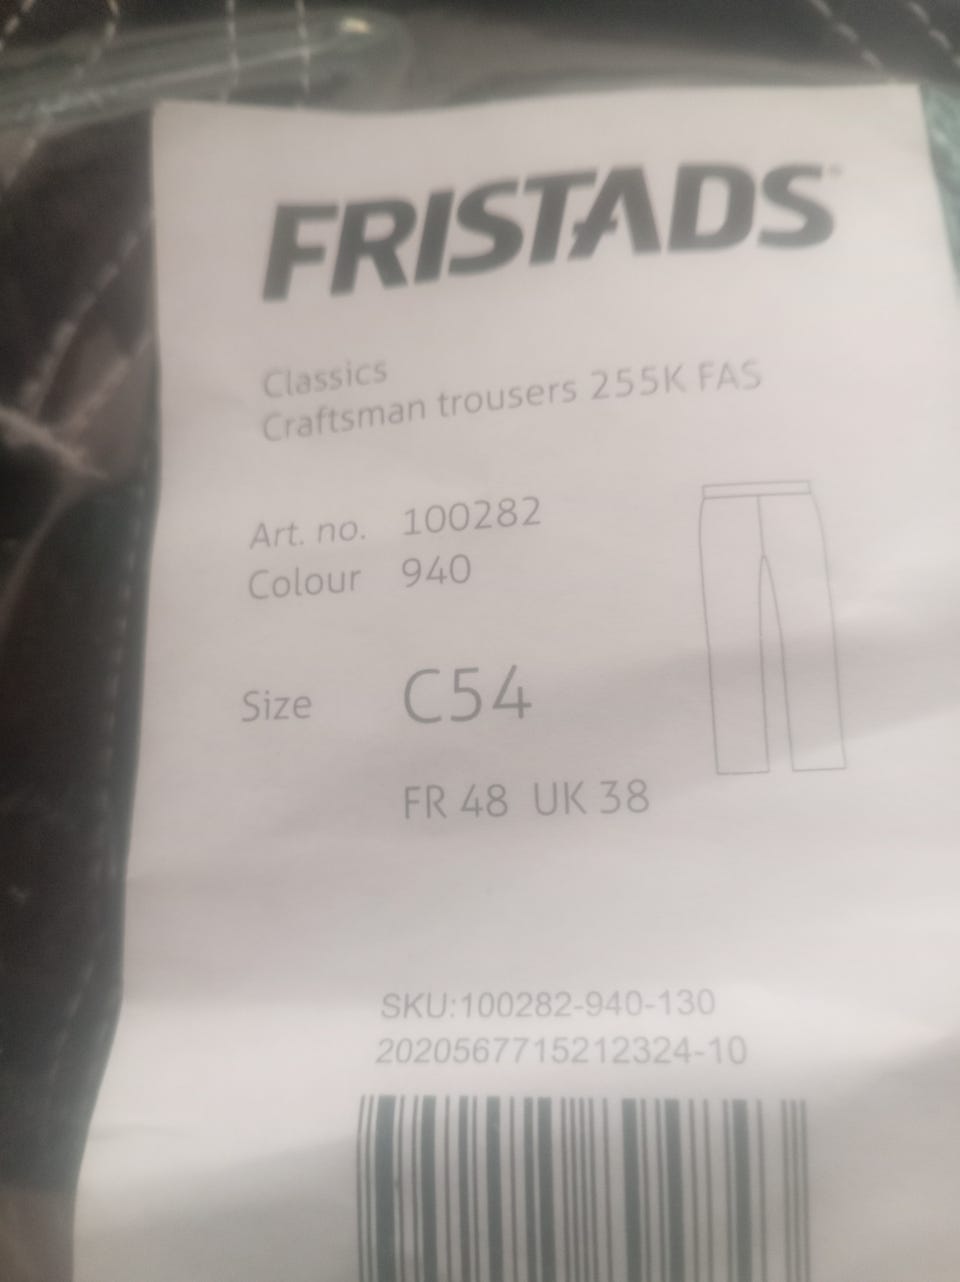 FRISTADS
Classics
Craftsman trousers 255K FAS
Art. no. 100282
Colour 940
Size C54
FR 48 UK 38
SKU:100282-940-130
2020567715212324-10